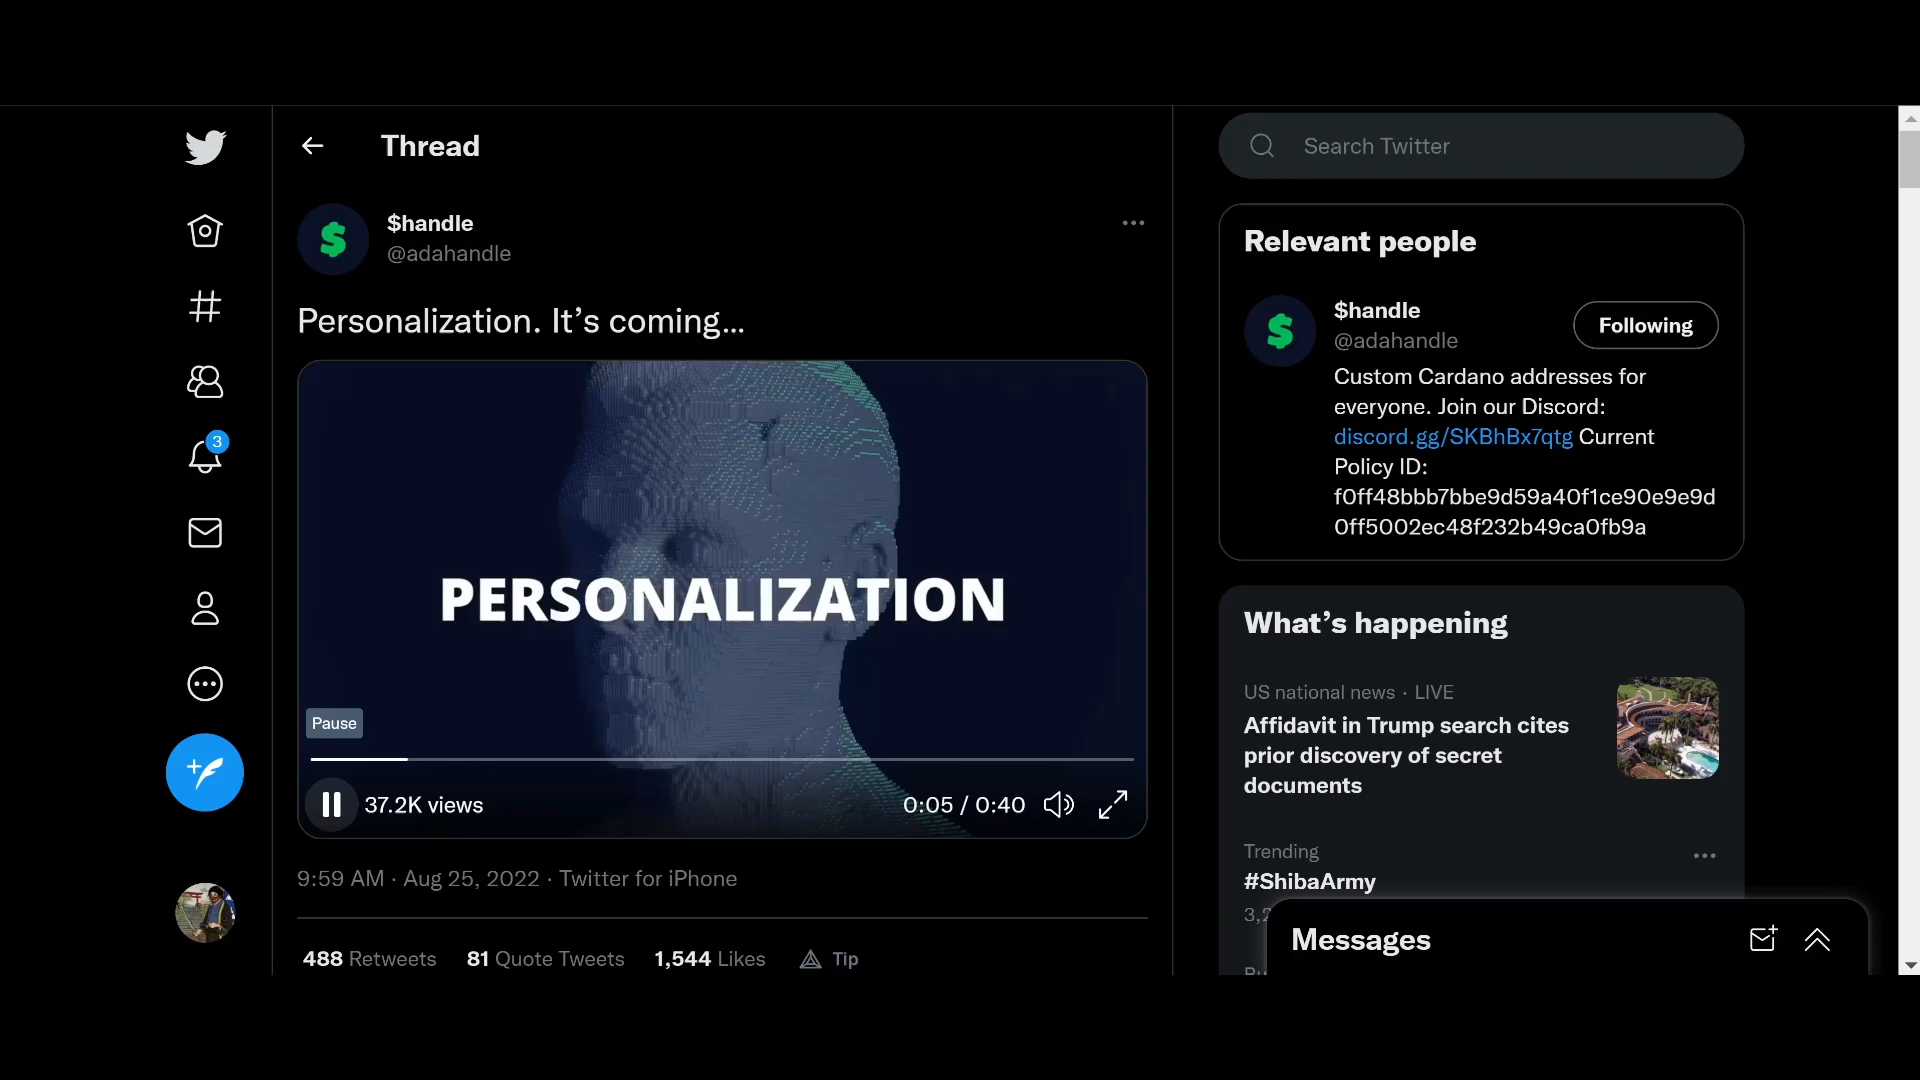 Thread
$handle
@adahandle
Personalization. It’s coming...
PERSONALIZATION
Pause
37.2K views
0:05 / 0:40
9:59 AM · Aug 25, 2022 · Twitter for iPhone
488 Retweets 81 Quote Tweets 1,544 Likes Tip
3
Search Twitter
Relevant people
$handle
@adahandle
Following
Custom Cardano addresses for
everyone. Join our Discord:
discord.gg/SKBhBx7qtg Current
Policy ID:
f0ff48bbb7bbe9d59a40f1ce90e9e9d
0ff5002ec48f232b49ca0fb9a
What’s happening
US national news · LIVE
Affidavit in Trump search cites
prior discovery of secret
documents
Trending
#ShibaArmy
Messages